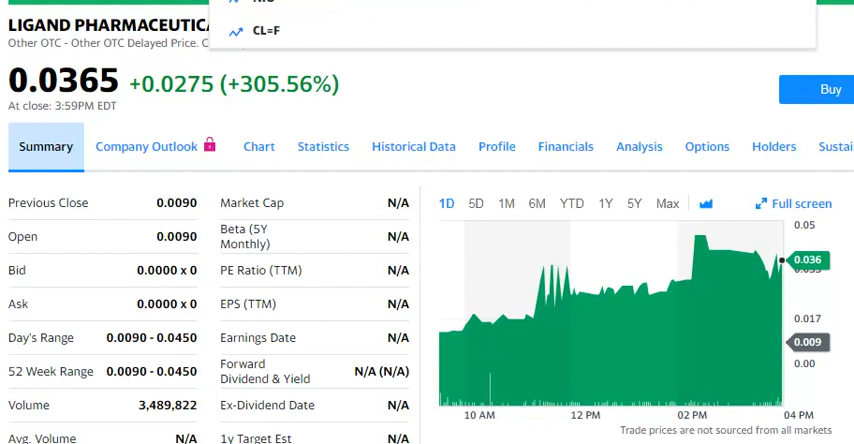 CL=F
LIGAND PHARMACEUTICA
Other OTC - Other OTC Delayed Price. C
0.0365 +0.0275 (+305.56%)
At close: 3:59PM EDT
Buy
Summary Company Outlook Chart Statistics Historical Data Profile Financials Analysis Options Holders Sustai
Previous Close 0.0090
Open 0.0090
Bid 0.0000 x 0
Ask 0.0000 x 0
Day's Range 0.0090 - 0.0450
52 Week Range 0.0090 - 0.0450
Volume 3,489,822
Avg. Volume N/A
Market Cap N/A
Beta (5Y
Monthly) N/A
PE Ratio (TTM) N/A
EPS (TTM) N/A
Earnings Date N/A
Forward
Dividend & Yield N/A (N/A)
Ex-Dividend Date N/A
1y Target Est N/A
1D 5D 1M 6M YTD 1Y 5Y Max Full screen
0.05
0.036
0.017
0.009
0.00
10 AM 12 PM 02 PM 04 PM
Trade prices are not sourced from all markets